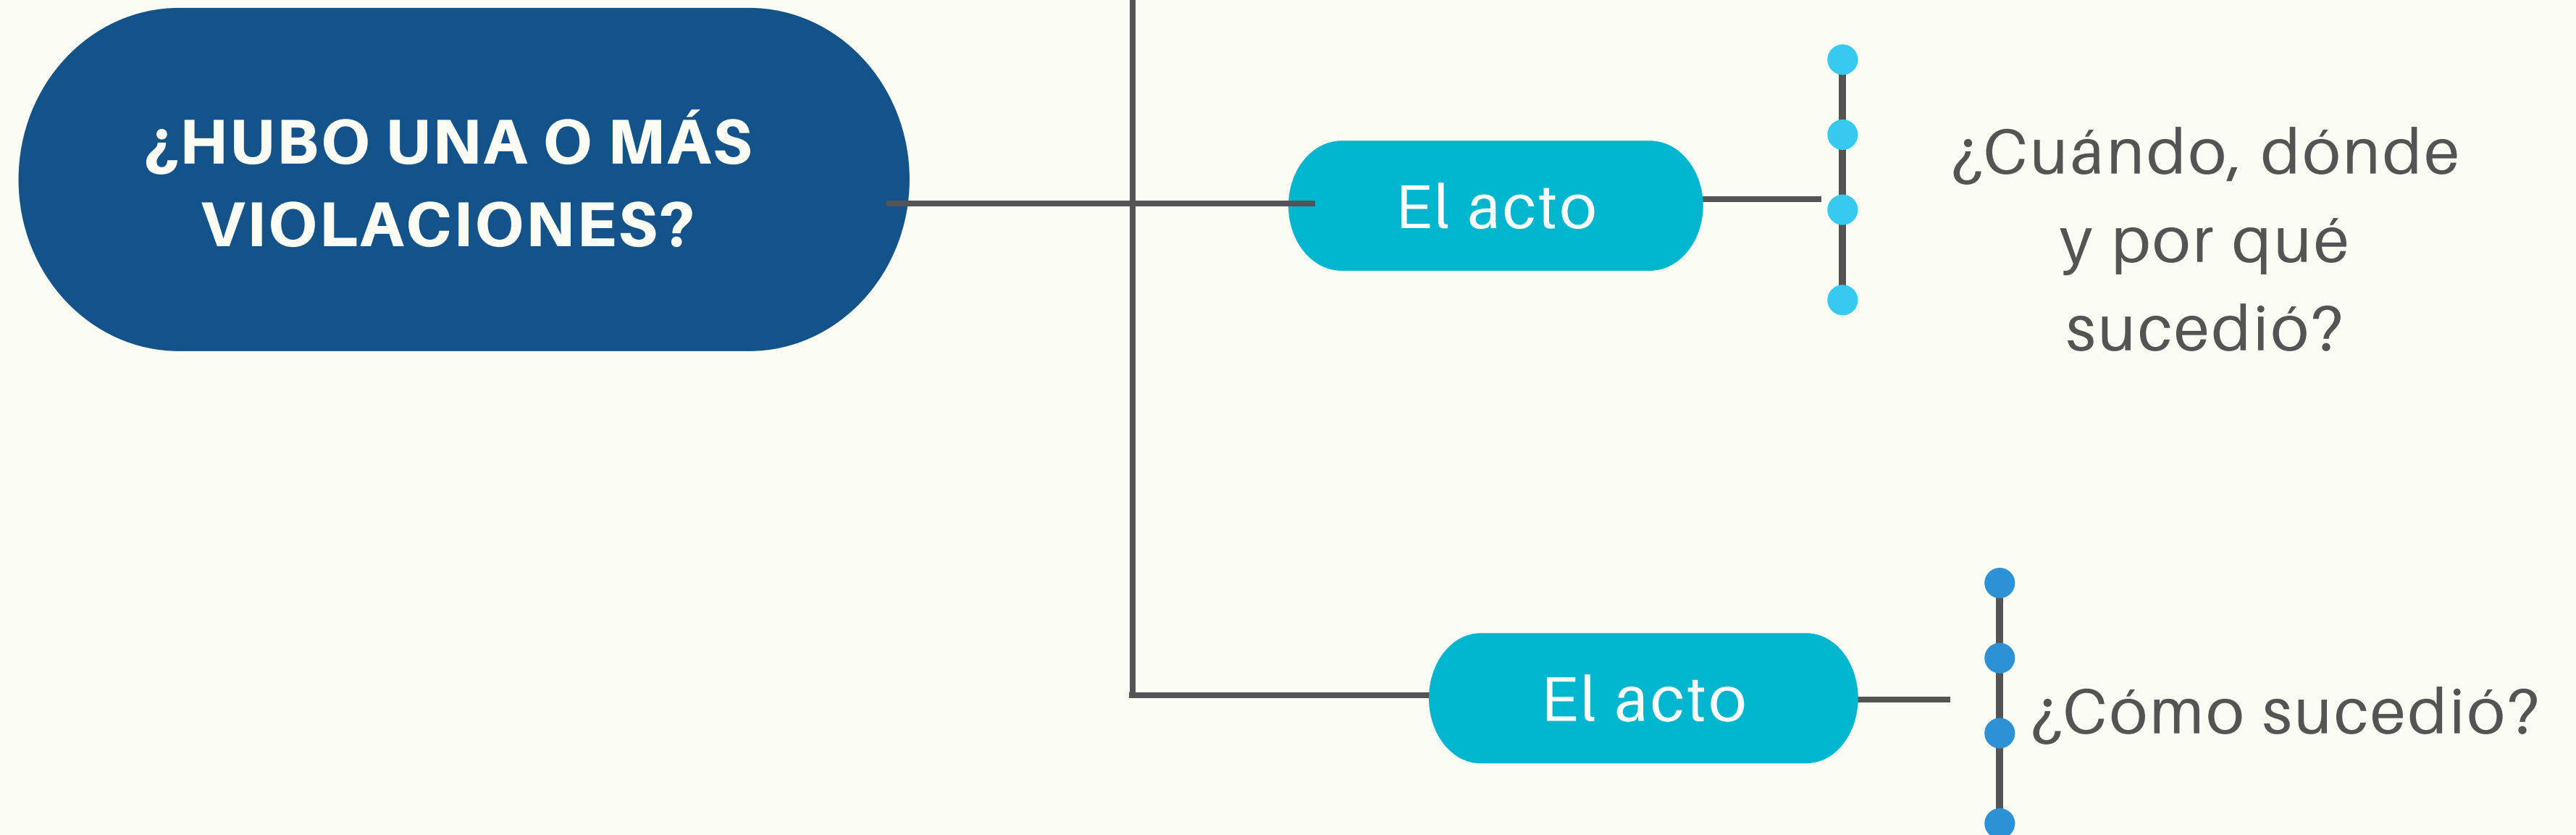 ¿HUBO UNA O MÁS
VIOLACIONES?
El acto
¿Cuándo, dónde
y por qué
sucedió?
El acto
¿Cómo sucedió?